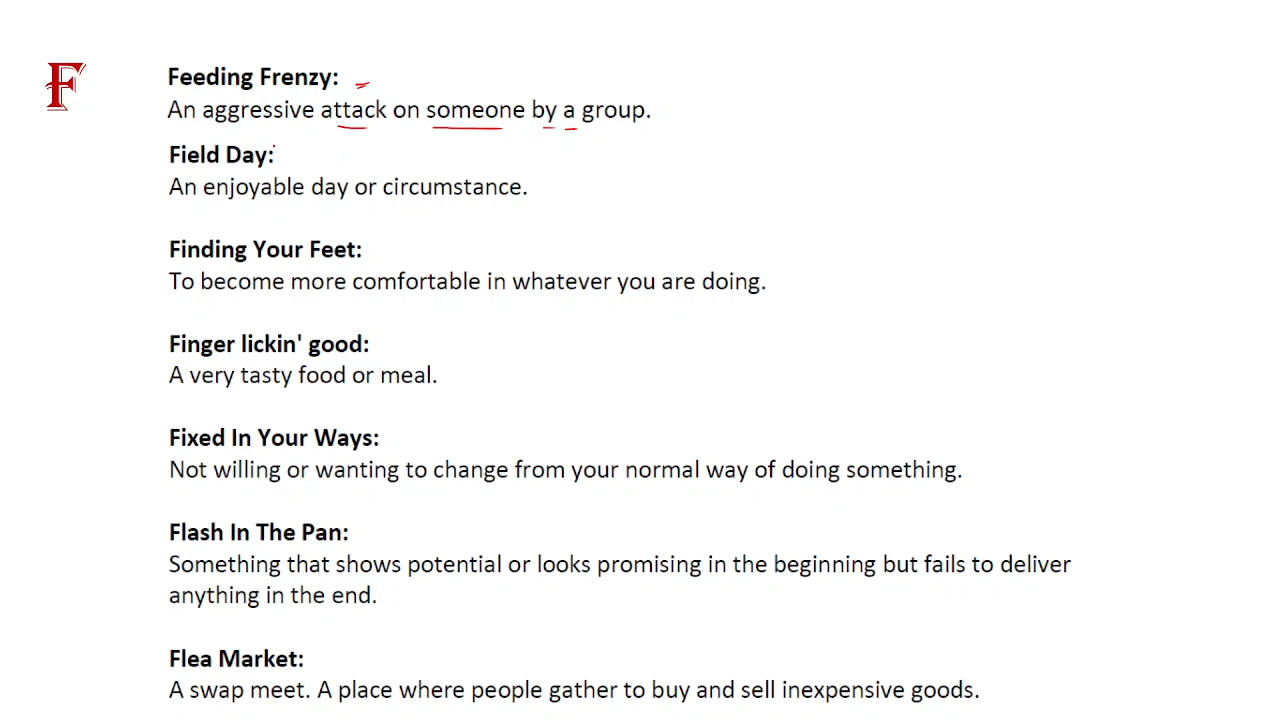 F
Feeding Frenzy:
An aggressive attack on someone by a group.
Field Day:
An enjoyable day or circumstance.
Finding Your Feet:
To become more comfortable in whatever you are doing.
Finger lickin' good:
A very tasty food or meal.
Fixed In Your Ways:
Not willing or wanting to change from your normal way of doing something.
Flash In The Pan:
Something that shows potential or looks promising in the beginning but fails to deliver
anything in the end.
Flea Market:
A swap meet. A place where people gather to buy and sell inexpensive goods.